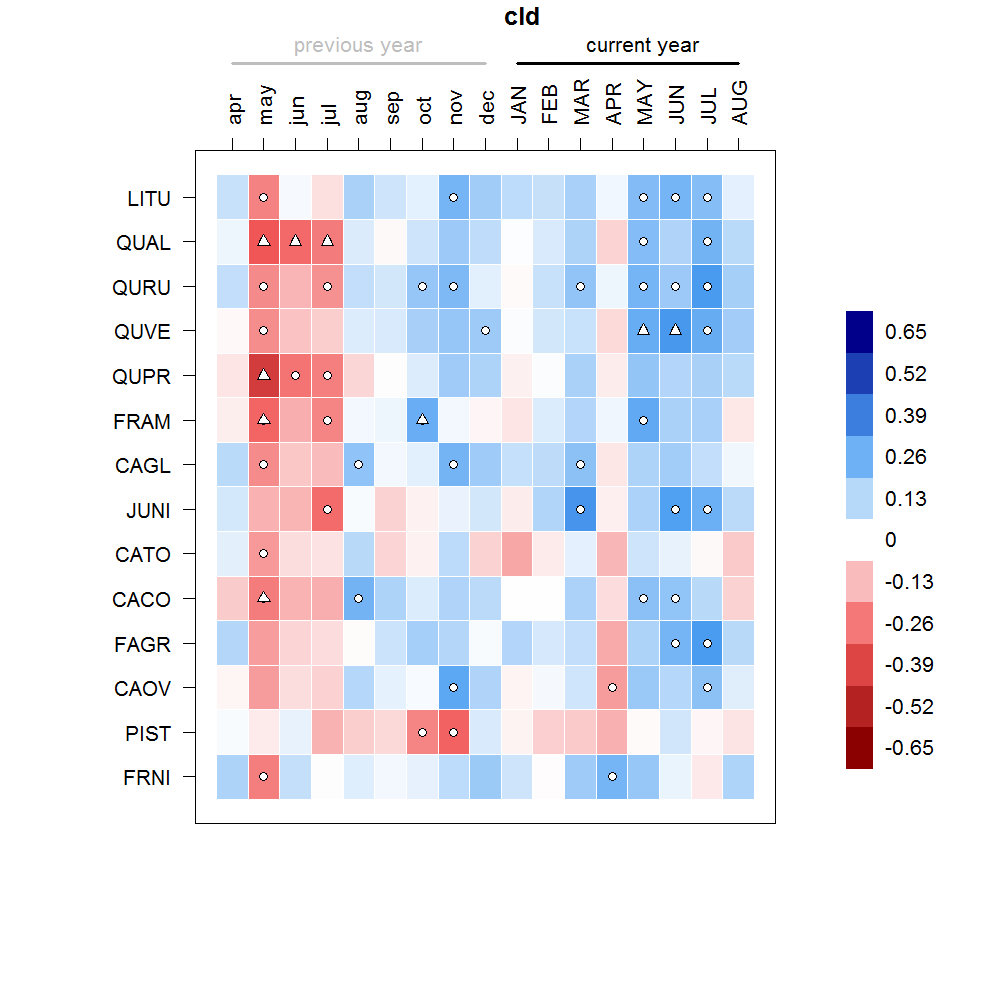 cld
previous year current year
apr may jun jul aug sep oct nov dec JAN FEB MAR APR MAY JUN JUL AUG
LITU
QUAL
QURU
QUVE
QUPR
FRAM
CAGL
JUNI
CATO
CACO
FAGR
CAOV
PIST
FRNI
0.65
0.52
0.39
0.26
0.13
0
-0.13
-0.26
-0.39
-0.52
-0.65